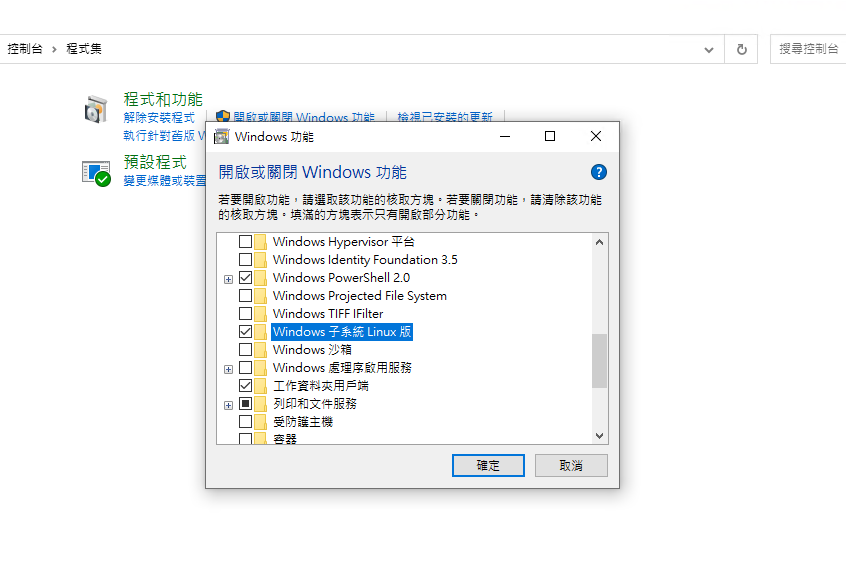 控制台 › 程式集
搜尋控制台
程式和功能
解除安裝程式
開啟或關閉 Windows 功能
檢視已安裝的更新
執行針對舊版
預設程式
變更媒體或裝置
Windows 功能
開啟或關閉 Windows 功能
若要開啟功能，請選取該功能的核取方塊。若要關閉功能，請清除該功能
的核取方塊。填滿的方塊表示只有開啟部分功能。
Windows Hypervisor 平台
Windows Identity Foundation 3.5
Windows PowerShell 2.0
Windows Projected File System
Windows TIFF IFilter
Windows 子系統 Linux 版
Windows 沙箱
Windows 處理序啟用服務
工作資料夾用戶端
列印和文件服務
受防護主機
容器
確定
取消